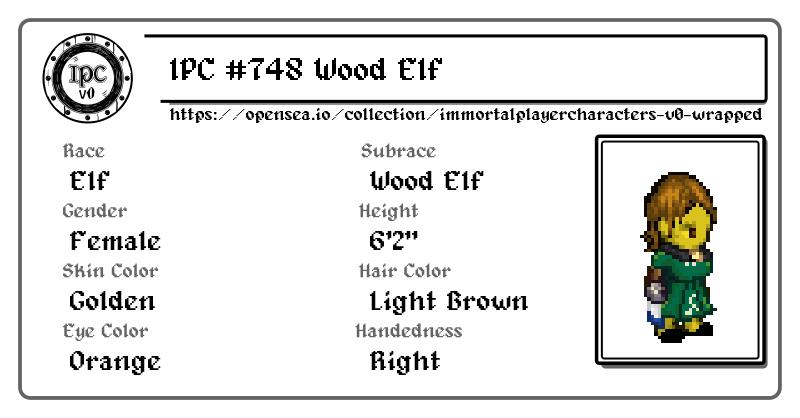 IPC v0
IPC #748 Wood Elf
https://opensea.io/collection/immortalplayercharacters-v0-wrapped
Race
Subrace
Elf
Wood Elf
Gender
Height
Female
6'2"
Skin Color
Hair Color
Golden
Light Brown
Eye Color
Handedness
Orange
Right